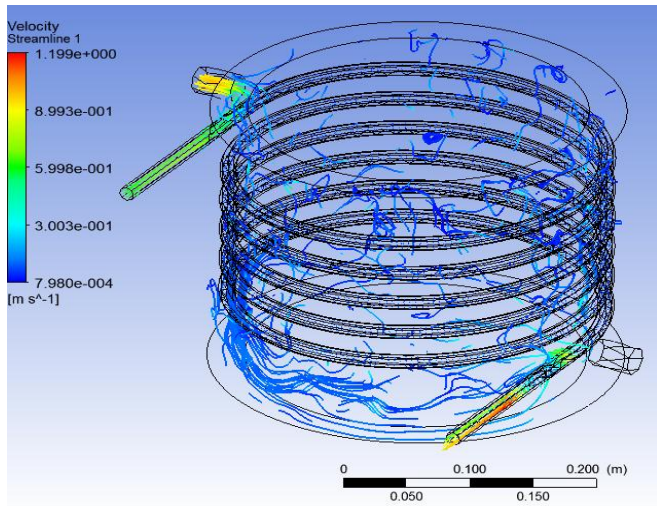 Velocity
Streamline 1
1.199e+000
8.993e-001
5.998e-001
3.003e-001
7.980e-004
[m s^-1]
0 0.100 0.200 (m)
0.050 0.150